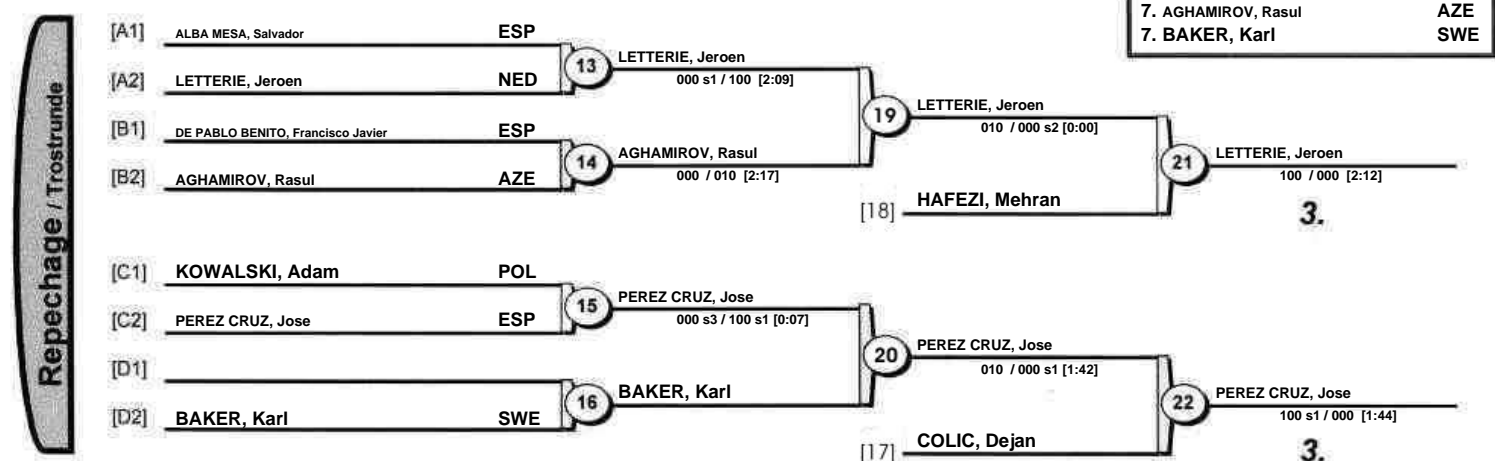 7. AGHAMIROV, Rasul AZE
7. BAKER, Karl SWE
Repechage / Trostrunde
[A1] ALBA MESA, Salvador ESP
[A2] LETTERIE, Jeroen NED
13
LETTERIE, Jeroen
000 s1 / 100 [2:09]
[B1] DE PABLO BENITO, Francisco Javier ESP
[B2] AGHAMIROV, Rasul AZE
14
AGHAMIROV, Rasul
000 / 010 [2:17]
19
LETTERIE, Jeroen
010 / 000 s2 [0:00]
[18] HAFEZI, Mehran
21
LETTERIE, Jeroen
100 / 000 [2:12]
3.
[C1] KOWALSKI, Adam POL
[C2] PEREZ CRUZ, Jose ESP
15
PEREZ CRUZ, Jose
000 s3 / 100 s1 [0:07]
[D1]
[D2] BAKER, Karl SWE
16
BAKER, Karl
20
PEREZ CRUZ, Jose
010 / 000 s1 [1:42]
[17] COLIC, Dejan
22
PEREZ CRUZ, Jose
100 s1 / 000 [1:44]
3.